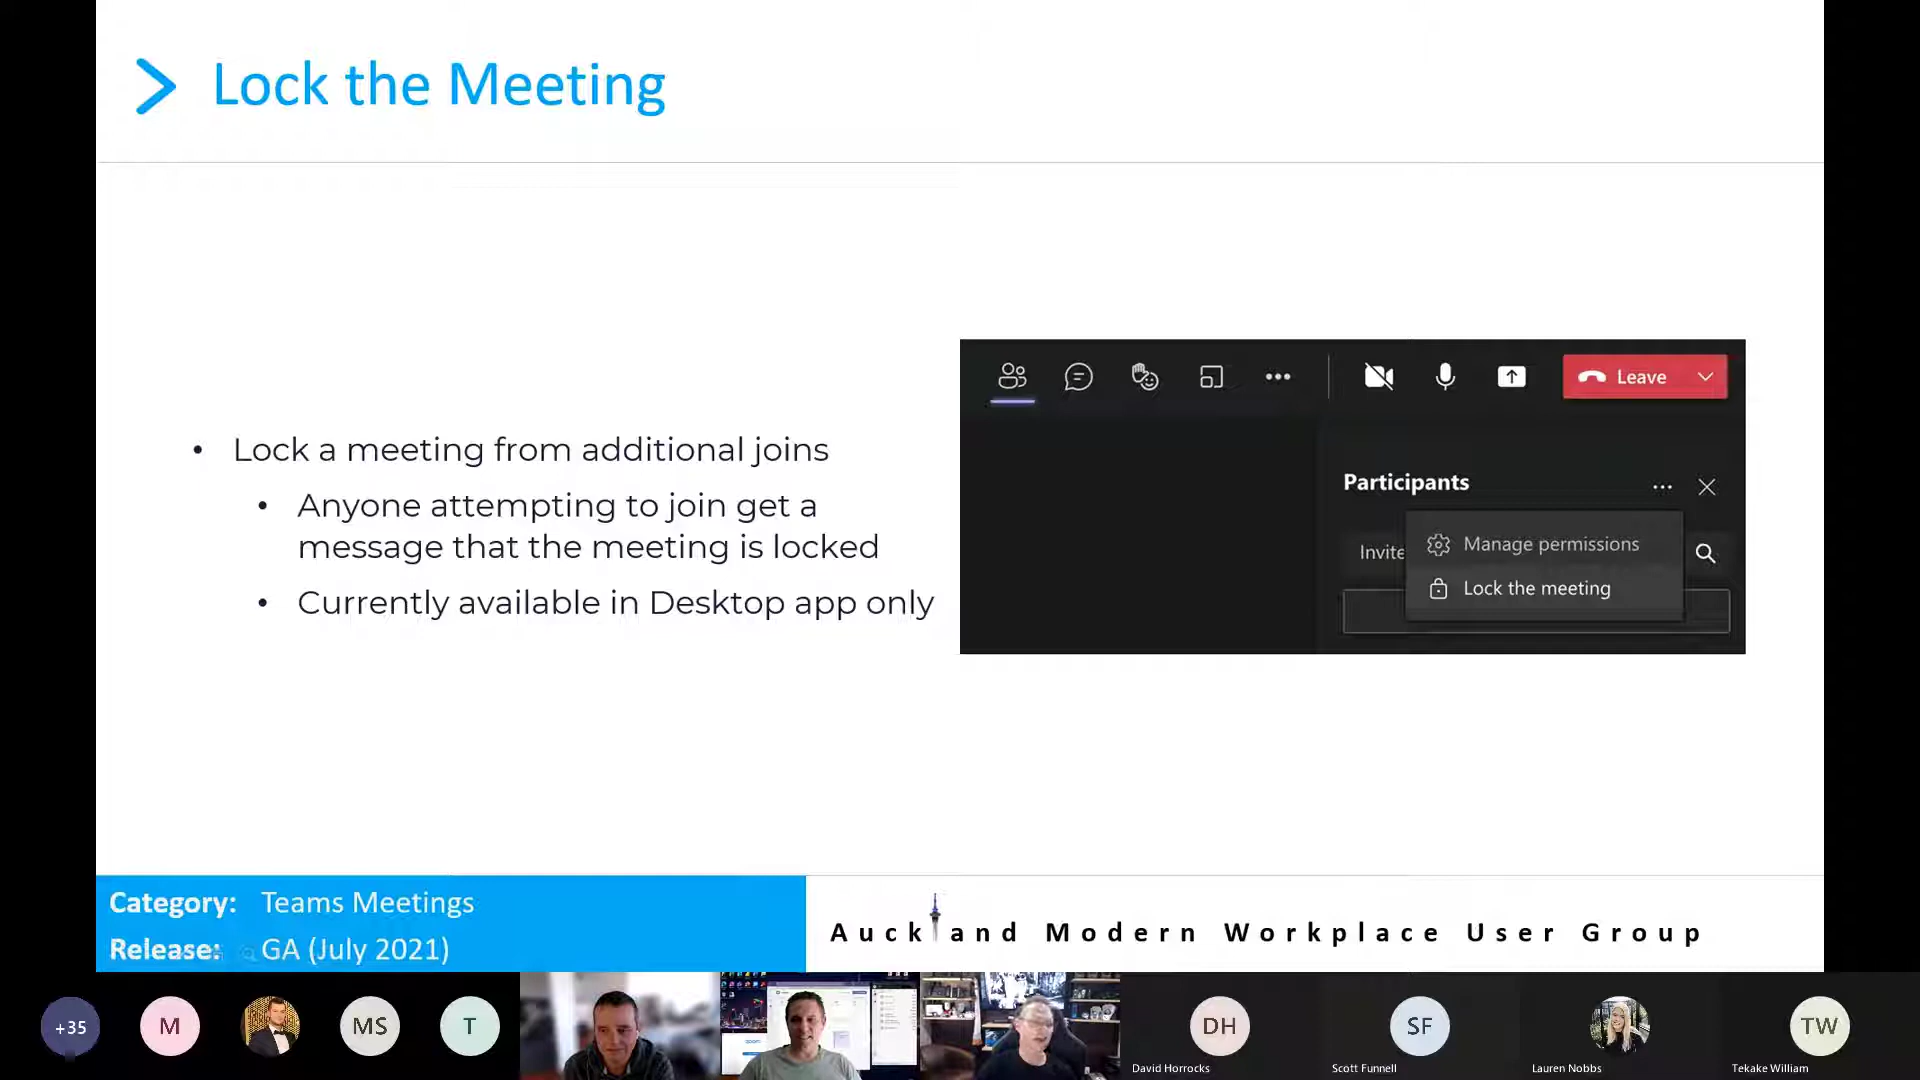 Lock the Meeting
• Lock a meeting from additional joins
• Anyone attempting to join get a
message that the meeting is locked
• Currently available in Desktop app only
Leave
Participants
Manage permissions
Invite
Lock the meeting
Category: Teams Meetings
Release: GA (July 2021)
Auckland Modern Workplace User Group
+35
M
MS
T
DH
SF
TW
David Horrocks
Scott Funnell
Lauren Nobbs
Tekake William